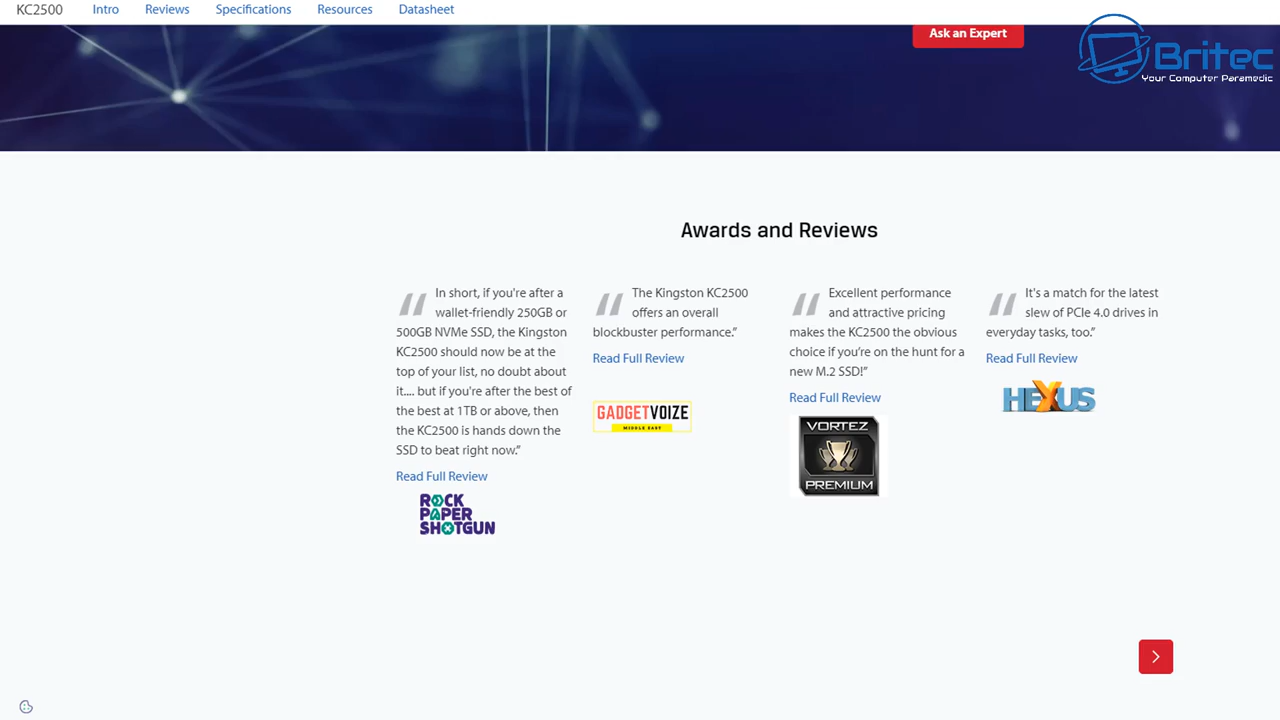 KC2500 Intro Reviews Specifications Resources Datasheet
Ask an Expert
Britec
Your Computer Paramedic
Awards and Reviews
“ In short, if you're after a
wallet-friendly 250GB or
500GB NVMe SSD, the Kingston
KC2500 should now be at the
top of your list, no doubt about
it.... but if you're after the best of
the best at 1TB or above, then
the KC2500 is hands down the
SSD to beat right now.”
Read Full Review
ROCK
PAPER
SHOTGUN
“ The Kingston KC2500
offers an overall
blockbuster performance.”
Read Full Review
GADGETVOIZE
MIDDLE EAST
“ Excellent performance
and attractive pricing
makes the KC2500 the obvious
choice if you’re on the hunt for a
new M.2 SSD!”
Read Full Review
VORTEZ
PREMIUM
“ It's a match for the latest
slew of PCIe 4.0 drives in
everyday tasks, too.”
Read Full Review
HEXUS